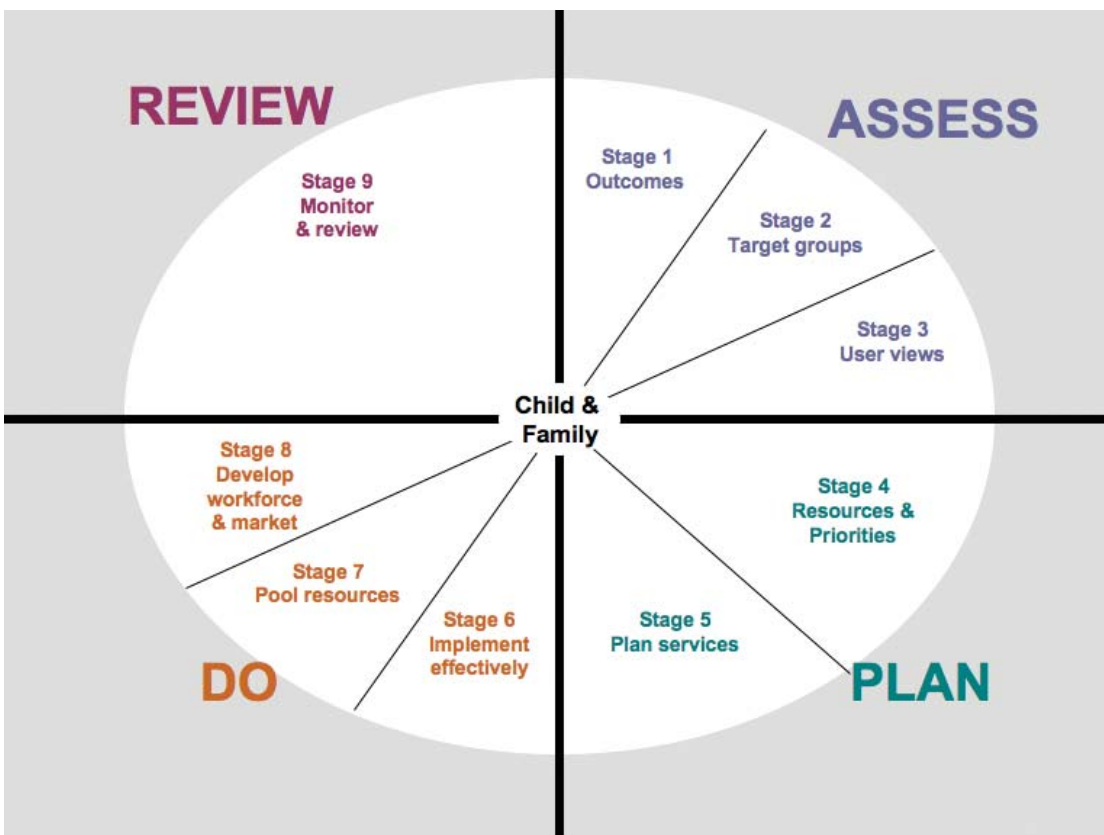 REVIEW
ASSESS
Stage 1
Outcomes
Stage 2
Target groups
Stage 3
User views
Stage 9
Monitor
& review
Child &
Family
Stage 4
Resources &
Priorities
Stage 5
Plan services
PLAN
Stage 6
Implement
effectively
Stage 7
Pool resources
Stage 8
Develop
workforce
& market
DO